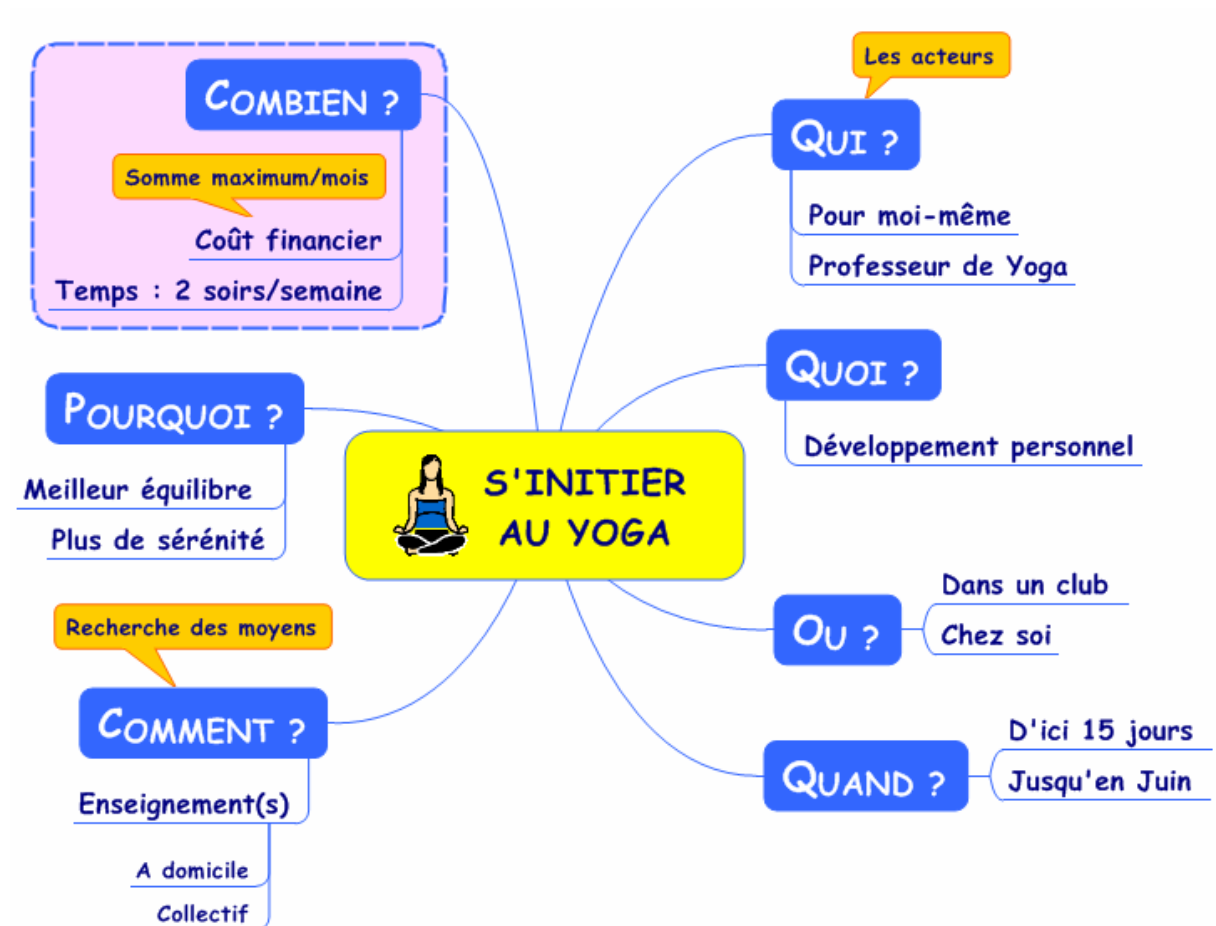 S'INITIER
AU YOGA
Les acteurs
QUI ?
Pour moi-même
Professeur de Yoga
QUOI ?
Développement personnel
OU ?
Dans un club
Chez soi
QUAND ?
D'ici 15 jours
Jusqu'en Juin
Recherche des moyens
COMMENT ?
Enseignement(s)
A domicile
Collectif
POURQUOI ?
Meilleur équilibre
Plus de sérénité
COMBIEN ?
Somme maximum/mois
Coût financier
Temps : 2 soirs/semaine